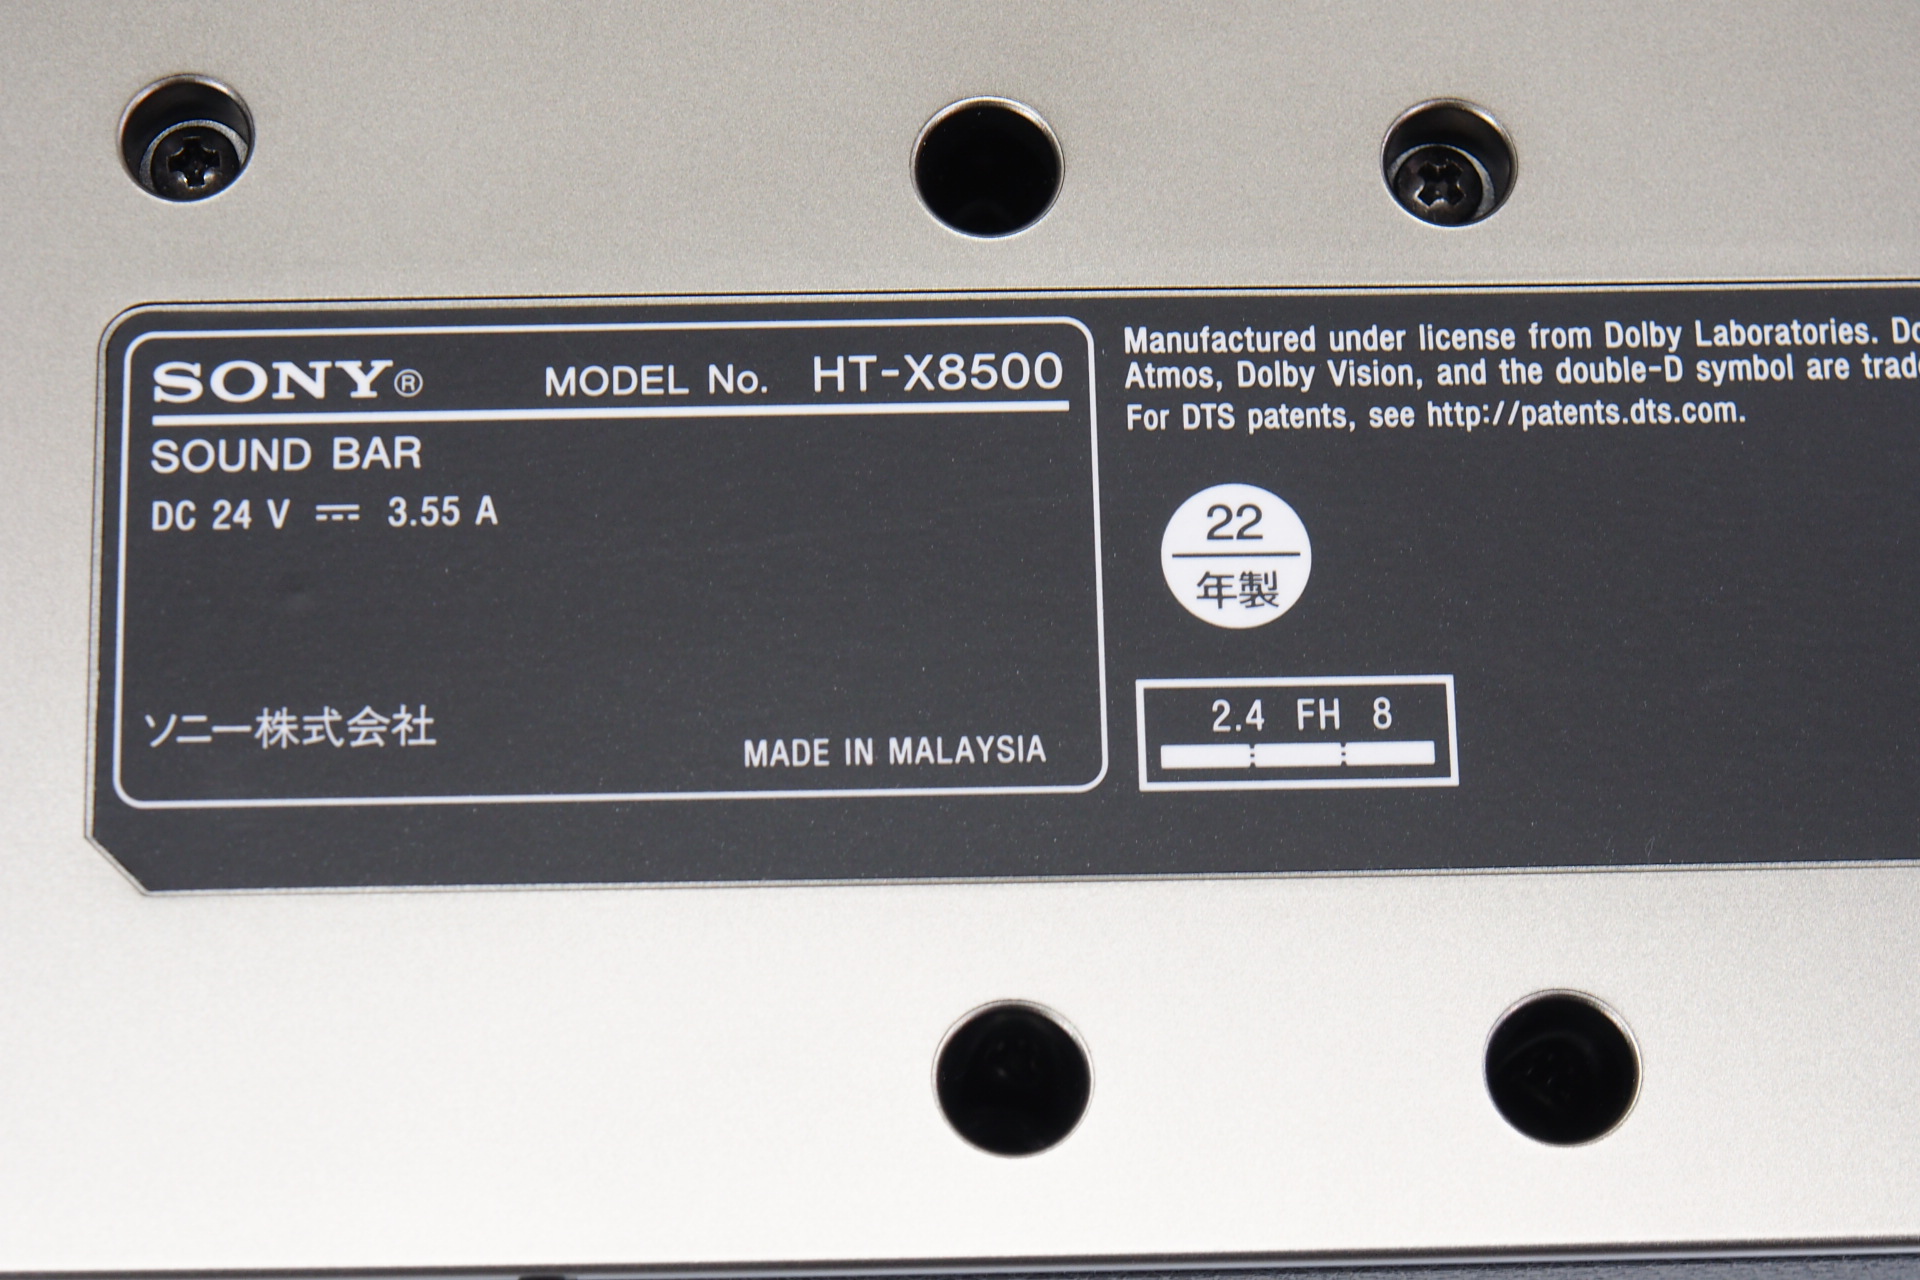 SONY® MODEL No. HT-X8500
SOUND BAR
DC 24 V ⎓ 3.55 A
ソニー株式会社
MADE IN MALAYSIA
Manufactured under license from Dolby Laboratories.
Atmos, Dolby Vision, and the double-D symbol are
For DTS patents, see http://patents.dts.com.
22
年製
2.4 FH 8